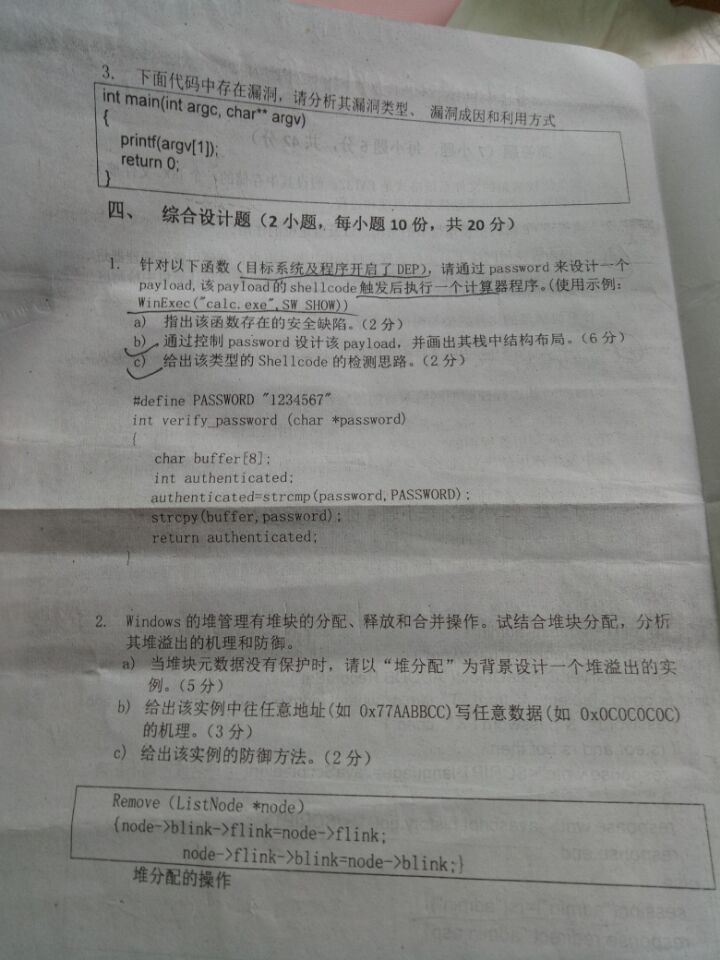 3. 下面代码中存在漏洞，请分析其漏洞类型、 漏洞成因和利用方式
int main(int argc, char** argv)
{
printf(argv[1]);
return 0;
}
四、 综合设计题（2 小题，每小题 10 份，共 20 分）
1. 针对以下函数（目标系统及程序开启了 DEP），请通过 password 来设计一个
payload,该 payload 的 shellcode 触发后执行一个计算器程序。(使用示例：
WinExec("calc.exe",SW SHOW))
a) 指出该函数存在的安全缺陷。（2 分）
b) 通过控制 password 设计该 payload，并画出其栈中结构布局。（6 分）
c) 给出该类型的 Shellcode 的检测思路。（2 分）
#define PASSWORD "1234567"
int verify_password (char *password)
{
char buffer[8];
int authenticated;
authenticated=strcmp(password,PASSWORD);
strcpy(buffer,password);
return authenticated;
}
2. Windows 的堆管理有堆块的分配、释放和合并操作。试结合堆块分配，分析
其堆溢出的机理和防御。
a) 当堆块元数据没有保护时，请以“堆分配”为背景设计一个堆溢出的实
例。（5 分）
b) 给出该实例中往任意地址(如 0x77AABBCC)写任意数据(如 0x0C0C0C0C)
的机理。（3 分）
c) 给出该实例的防御方法。（2 分）
Remove (ListNode *node)
{node->blink->flink=node->flink;
node->flink->blink=node->blink;}
堆分配的操作